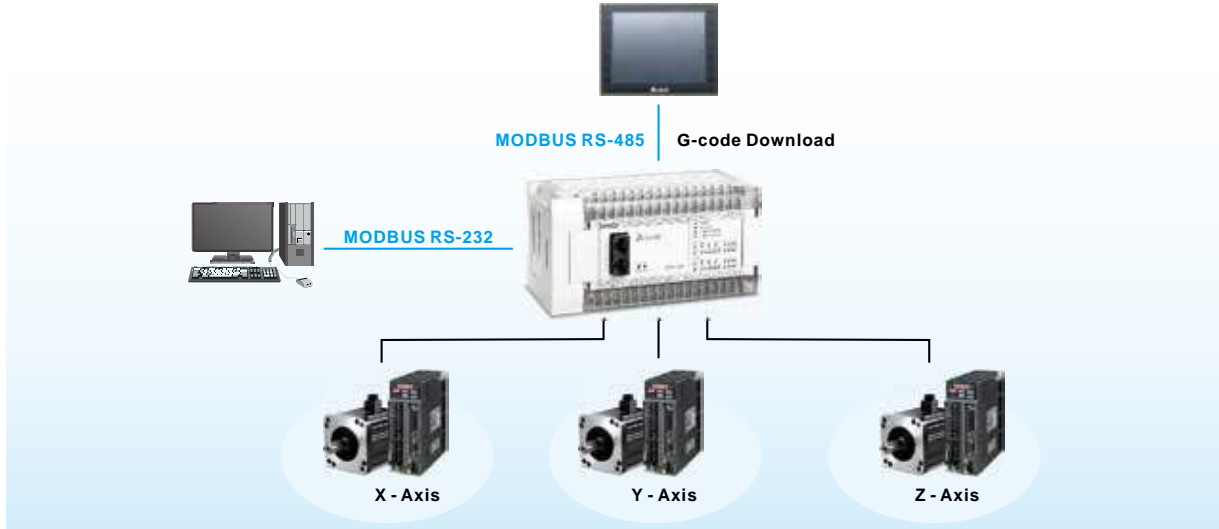 MODBUS RS-485
G-code Download
MODBUS RS-232
X - Axis
Y - Axis
Z - Axis